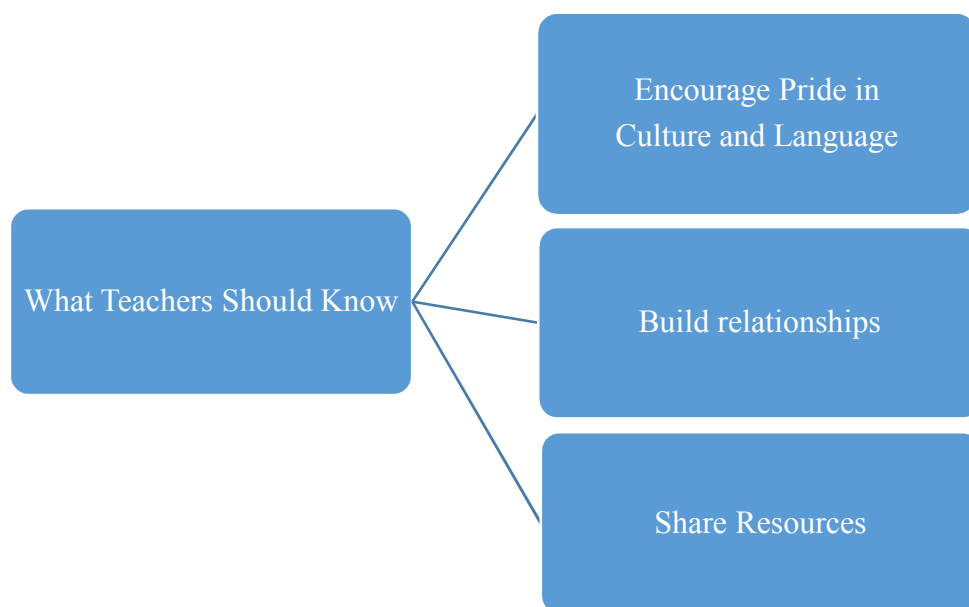 What Teachers Should Know
Encourage Pride in
Culture and Language
Build relationships
Share Resources